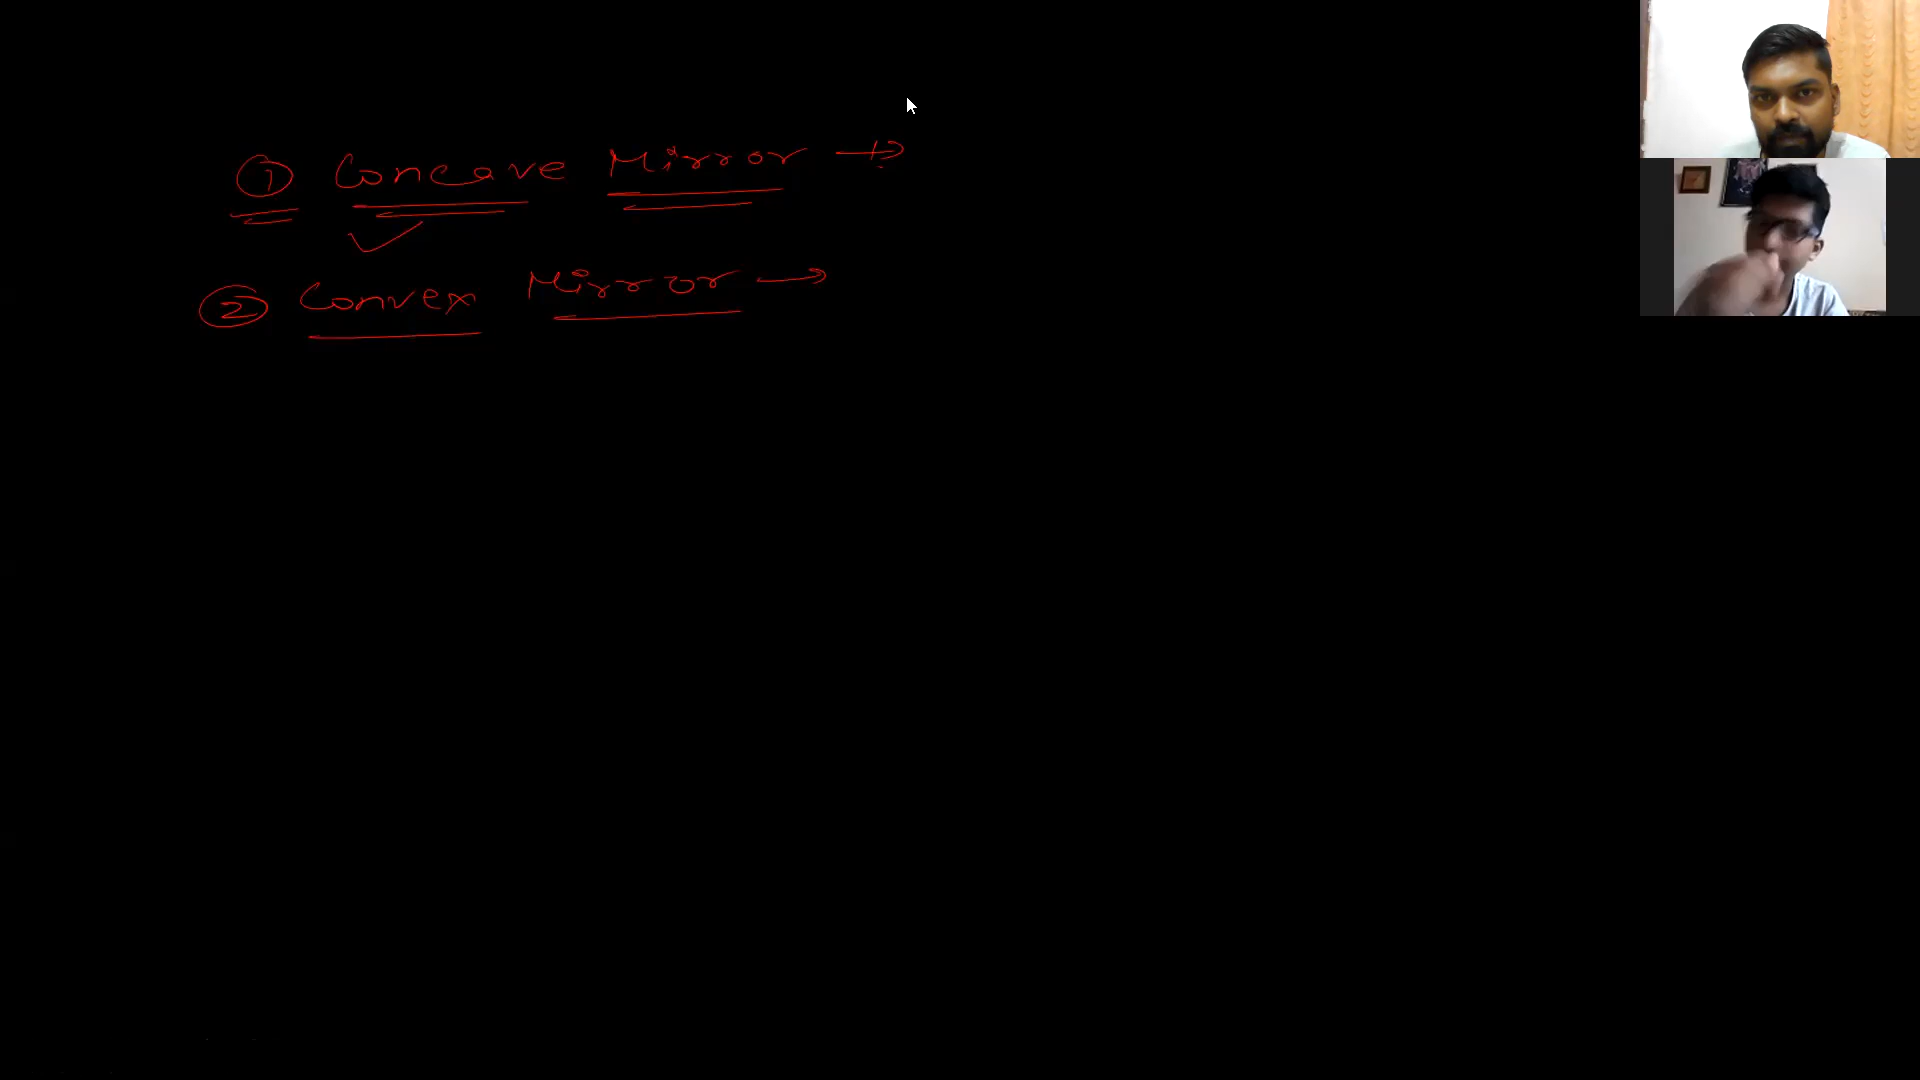 ① Concave Mirror →
② Convex Mirror →